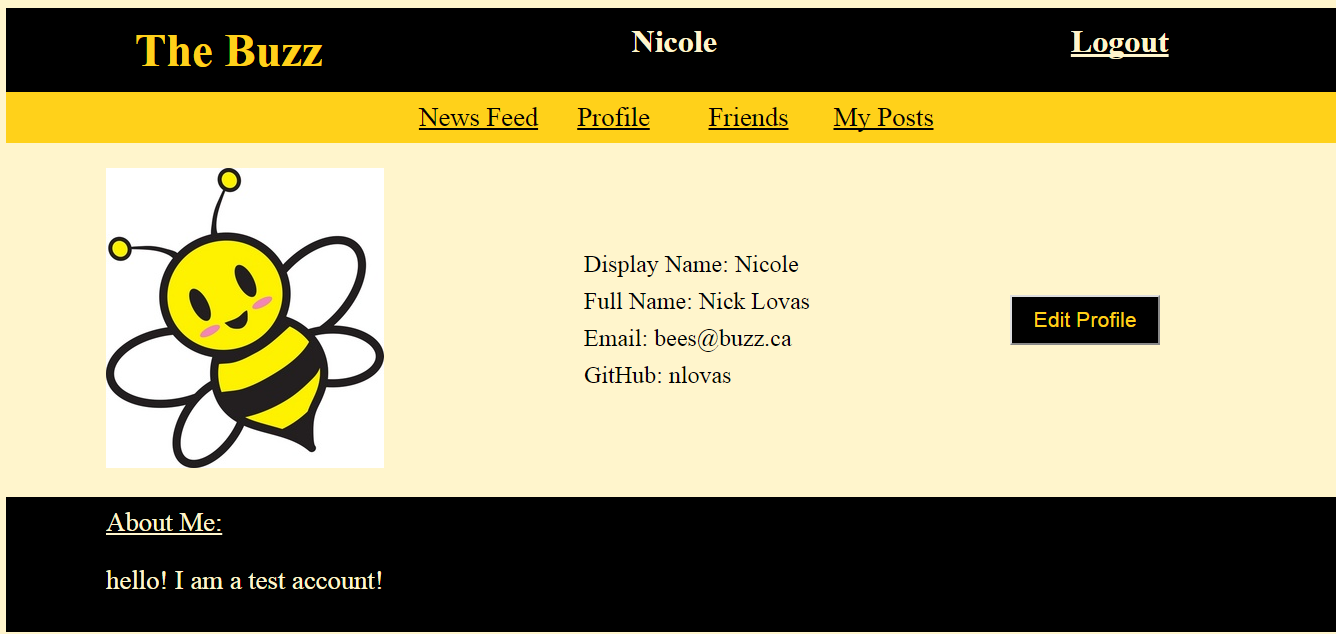 The Buzz Nicole Logout
News Feed Profile Friends My Posts
Display Name: Nicole
Full Name: Nick Lovas
Email: bees@buzz.ca
GitHub: nlovas
Edit Profile
About Me:
hello! I am a test account!